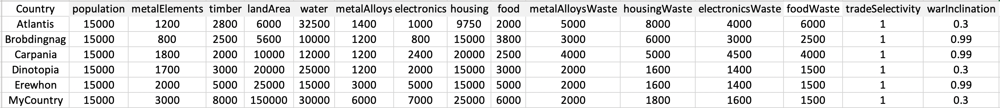 Country population metalElements timber landArea water metalAlloys electronics housing food metalAlloysWaste housingWaste electronicsWaste foodWaste tradeSelectivity warInclination
Atlantis 15000 1200 2800 6000 32500 1400 1000 9750 2000 5000 8000 4000 6000 1 0.3
Brobdingnag 15000 800 2500 5600 10000 1200 800 15000 3800 3000 6000 3000 2500 1 0.99
Carpania 15000 1800 2000 10000 12000 1200 2400 20000 2500 4000 5000 4500 4000 1 0.99
Dinotopia 15000 1700 3000 20000 25000 1200 2000 15000 3000 2000 1600 1400 1500 1 0.3
Erewhon 15000 2000 5000 25000 15000 3000 5000 15000 5000 2000 1600 1400 1500 1 0.99
MyCountry 15000 3000 8000 150000 30000 6000 7000 25000 6000 2000 1800 1600 1500 1 0.3